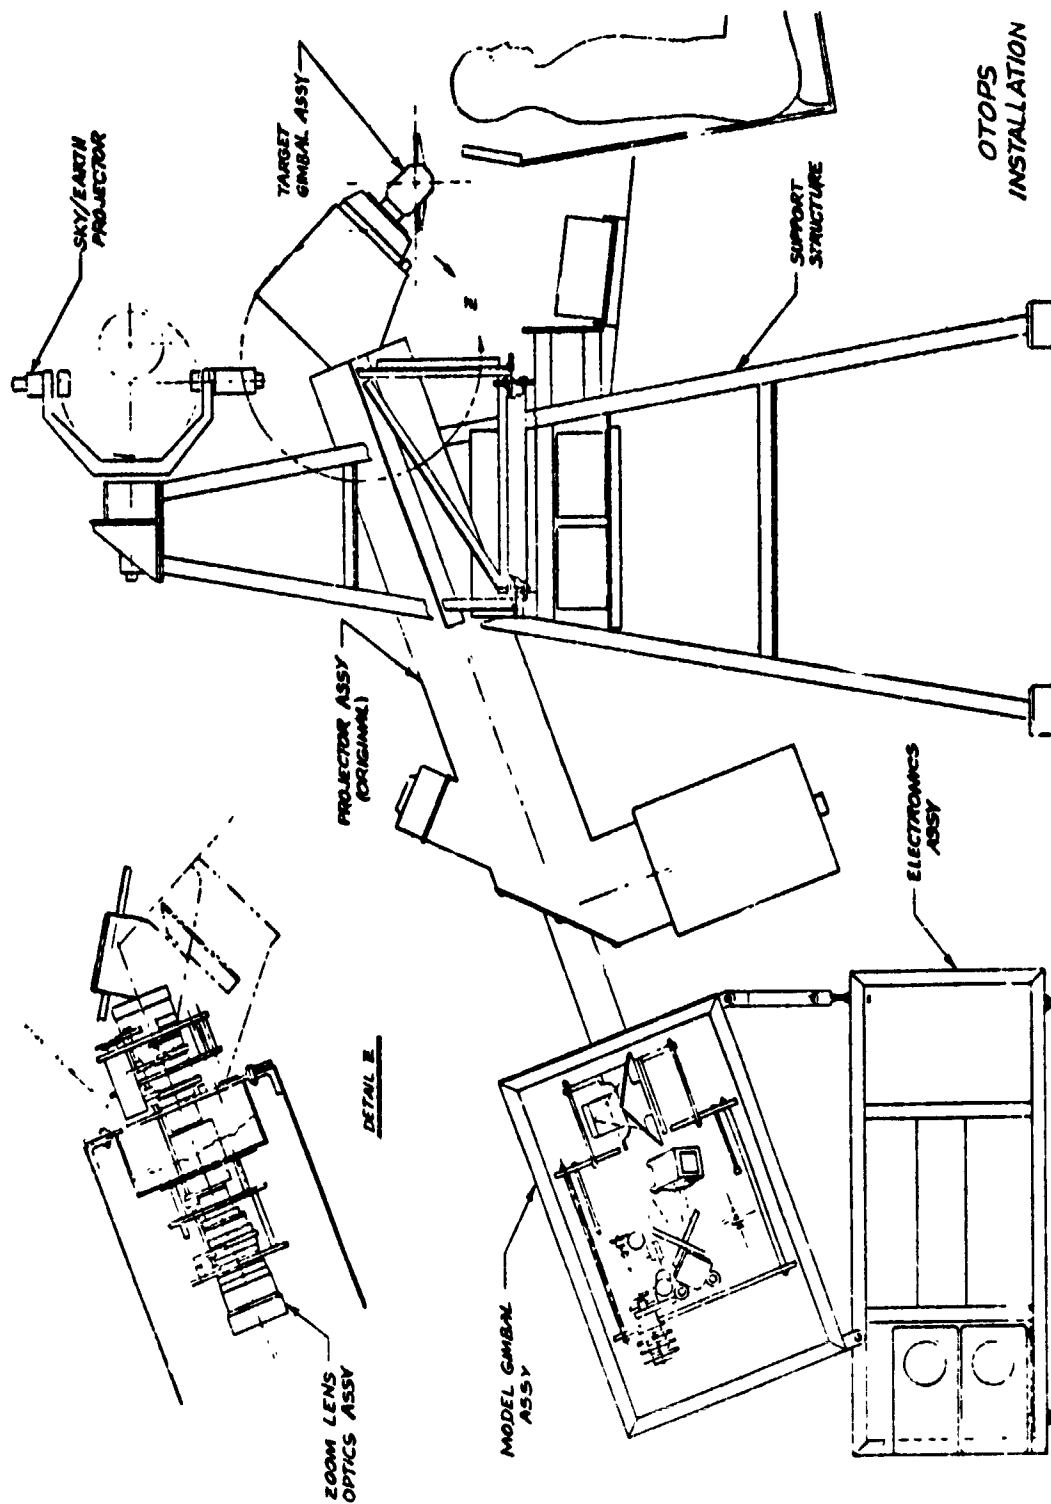 SKY/EARTH
PROJECTOR
TARGET
GIMBAL ASSY
Z
OTOPS
INSTALLATION
SUPPORT
STRUCTURE
PROJECTOR ASSY
(ORIGINAL)
DETAIL Z
ZOOM LENS
OPTICS ASSY
MODEL GIMBAL
ASSY
ELECTRONICS
ASSY